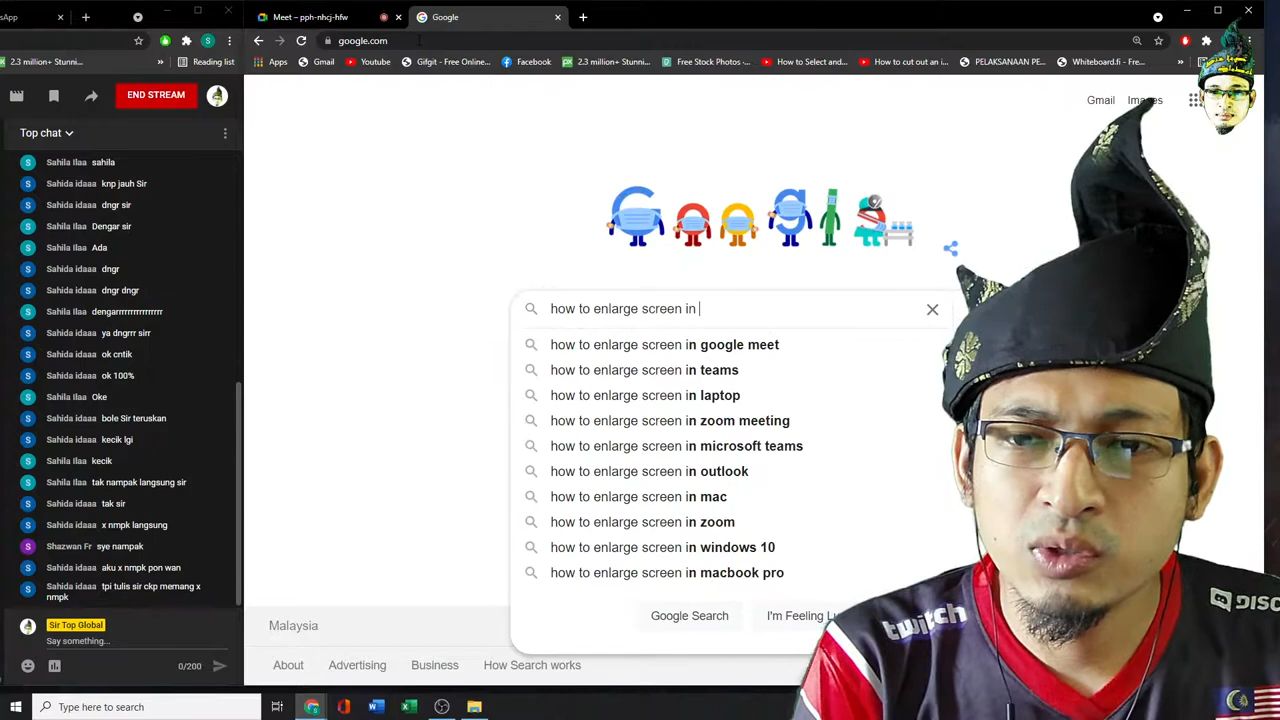 sApp
Meet – pph-nhcj-hfw
Google
google.com
2.3 million+ Stunni...
Reading list
Apps
Gmail
Youtube
Gifgit - Free Onlin...
Facebook
2.3 million+ Stunni...
Free Stock Photos -...
How to Select and...
How to cut out an i...
PELAKSANAAN PE...
Whiteboard.fi - Fre...
END STREAM
Top chat
Sahila Ilaa sahila
Sahida idaaa knp jauh Sir
Sahida idaaa dngr sir
Sahila Ilaa Dengar sir
Sahila Ilaa Ada
Sahida idaaa dngr
Sahida idaaa dngr dngr
Sahila Ilaa dengarrrrrrrrrrrrrrrr
Sahida idaaa ya dngrrr sirr
Sahida idaaa ok cntik
Sahida idaaa ok 100%
Sahila Ilaa Oke
Sahida idaaa bole Sir teruskan
Sahida idaaa kecik lgi
Sahila Ilaa kecik
Sahila Ilaa tak nampak langsung sir
Sahida idaaa tak sir
Sahida idaaa x nmpk langsung
Shazwan Fr sye nampak
Sahida idaaa aku x nmpk pon wan
Sahida idaaa tpi tulis sir ckp memang x
nmpk
Sir Top Global
Say something...
0/200
Gmail Images
how to enlarge screen in
how to enlarge screen in google meet
how to enlarge screen in teams
how to enlarge screen in laptop
how to enlarge screen in zoom meeting
how to enlarge screen in microsoft teams
how to enlarge screen in outlook
how to enlarge screen in mac
how to enlarge screen in zoom
how to enlarge screen in windows 10
how to enlarge screen in macbook pro
Google Search
I'm Feeling Lu
Malaysia
About
Advertising
Business
How Search works
twitch
DISC
Type here to search